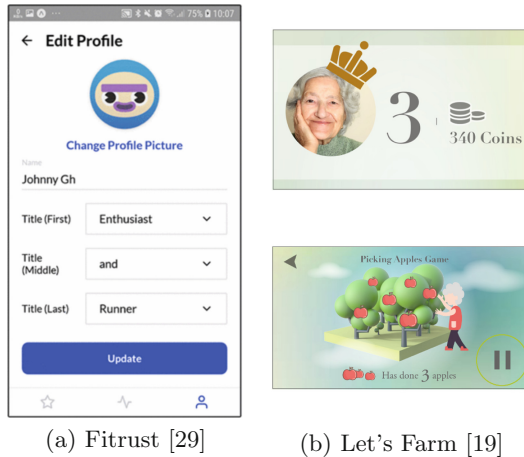 75% 10:07
← Edit Profile
Change Profile Picture
Name
Johnny Gh
Title (First) Enthusiast
Title
(Middle) and
Title (Last) Runner
Update
(a) Fitrust [29]
3
340 Coins
Picking Apples Game
Has done 3 apples
(b) Let's Farm [19]